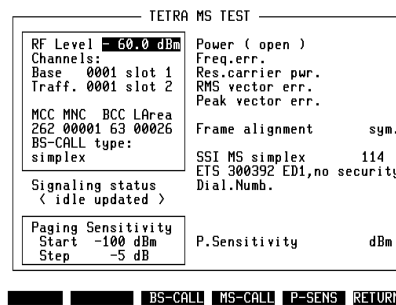 TETRA MS TEST
RF Level - 60.0 dBm
Channels:
Base 0001 slot 1
Traff. 0001 slot 2
MCC MNC BCC LArea
262 00001 63 00026
BS-CALL type:
simplex
Signaling status
< idle updated >
Paging Sensitivity
Start -100 dBm
Step -5 dB
Power ( open )
Freq.err.
Res.carrier pwr.
RMS vector err.
Peak vector err.
Frame alignment sym.
SSI MS simplex 114
ETS 300392 ED1,no security
Dial.Numb.
P.Sensitivity dBm
BS-CALL MS-CALL P-SENS RETURN